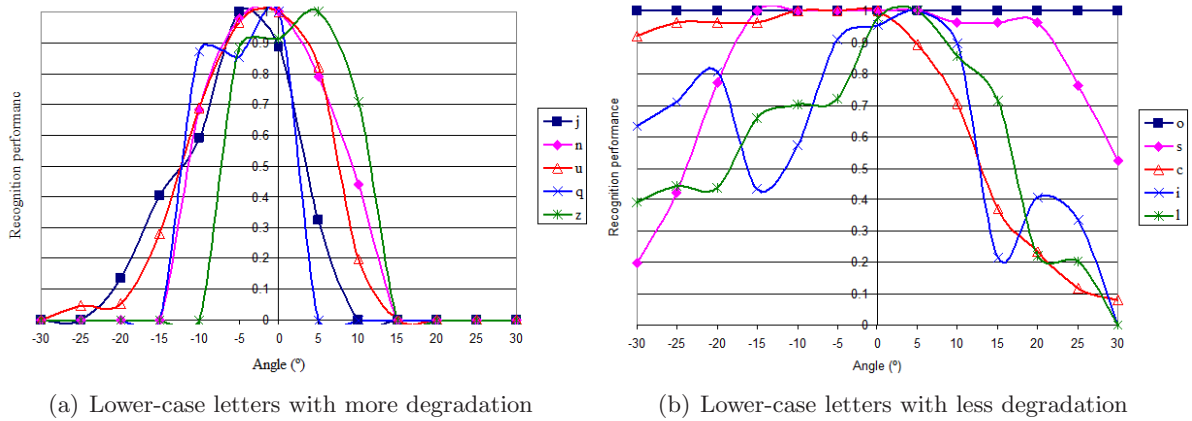 Recognition performance
0.9
0.8
0.7
0.6
0.5
0.4
0.3
0.2
0.1
0
-30 -25 -20 -15 -10 -5 0 5 10 15 20 25 30
Angle (º)
j
n
u
q
z
(a) Lower-case letters with more degradation
Recognition performance
0.9
0.8
0.7
0.6
0.5
0.4
0.3
0.2
0.1
0
-30 -25 -20 -15 -10 -5 0 5 10 15 20 25 30
Angle (º)
o
s
c
i
l
(b) Lower-case letters with less degradation